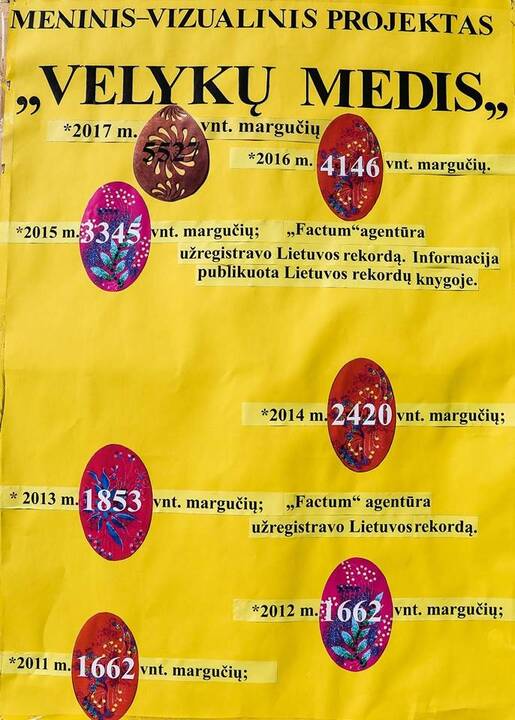 MENINIS-VIZUALINIS PROJEKTAS
„VELYKŲ MEDIS„
*2017 m. 5527 vnt. margučių
*2016 m. 4146 vnt. margučių.
*2015 m. 3345 vnt. margučių; „Factum“agentūra
užregistravo Lietuvos rekordą. Informacija
publikuota Lietuvos rekordų knygoje.
*2014 m. 2420 vnt. margučių;
* 2013 m. 1853 vnt. margučių; „Factum“ agentūra
užregistravo Lietuvos rekordą.
*2012 m. 1662 vnt. margučių;
*2011 m. 1662 vnt. margučių;